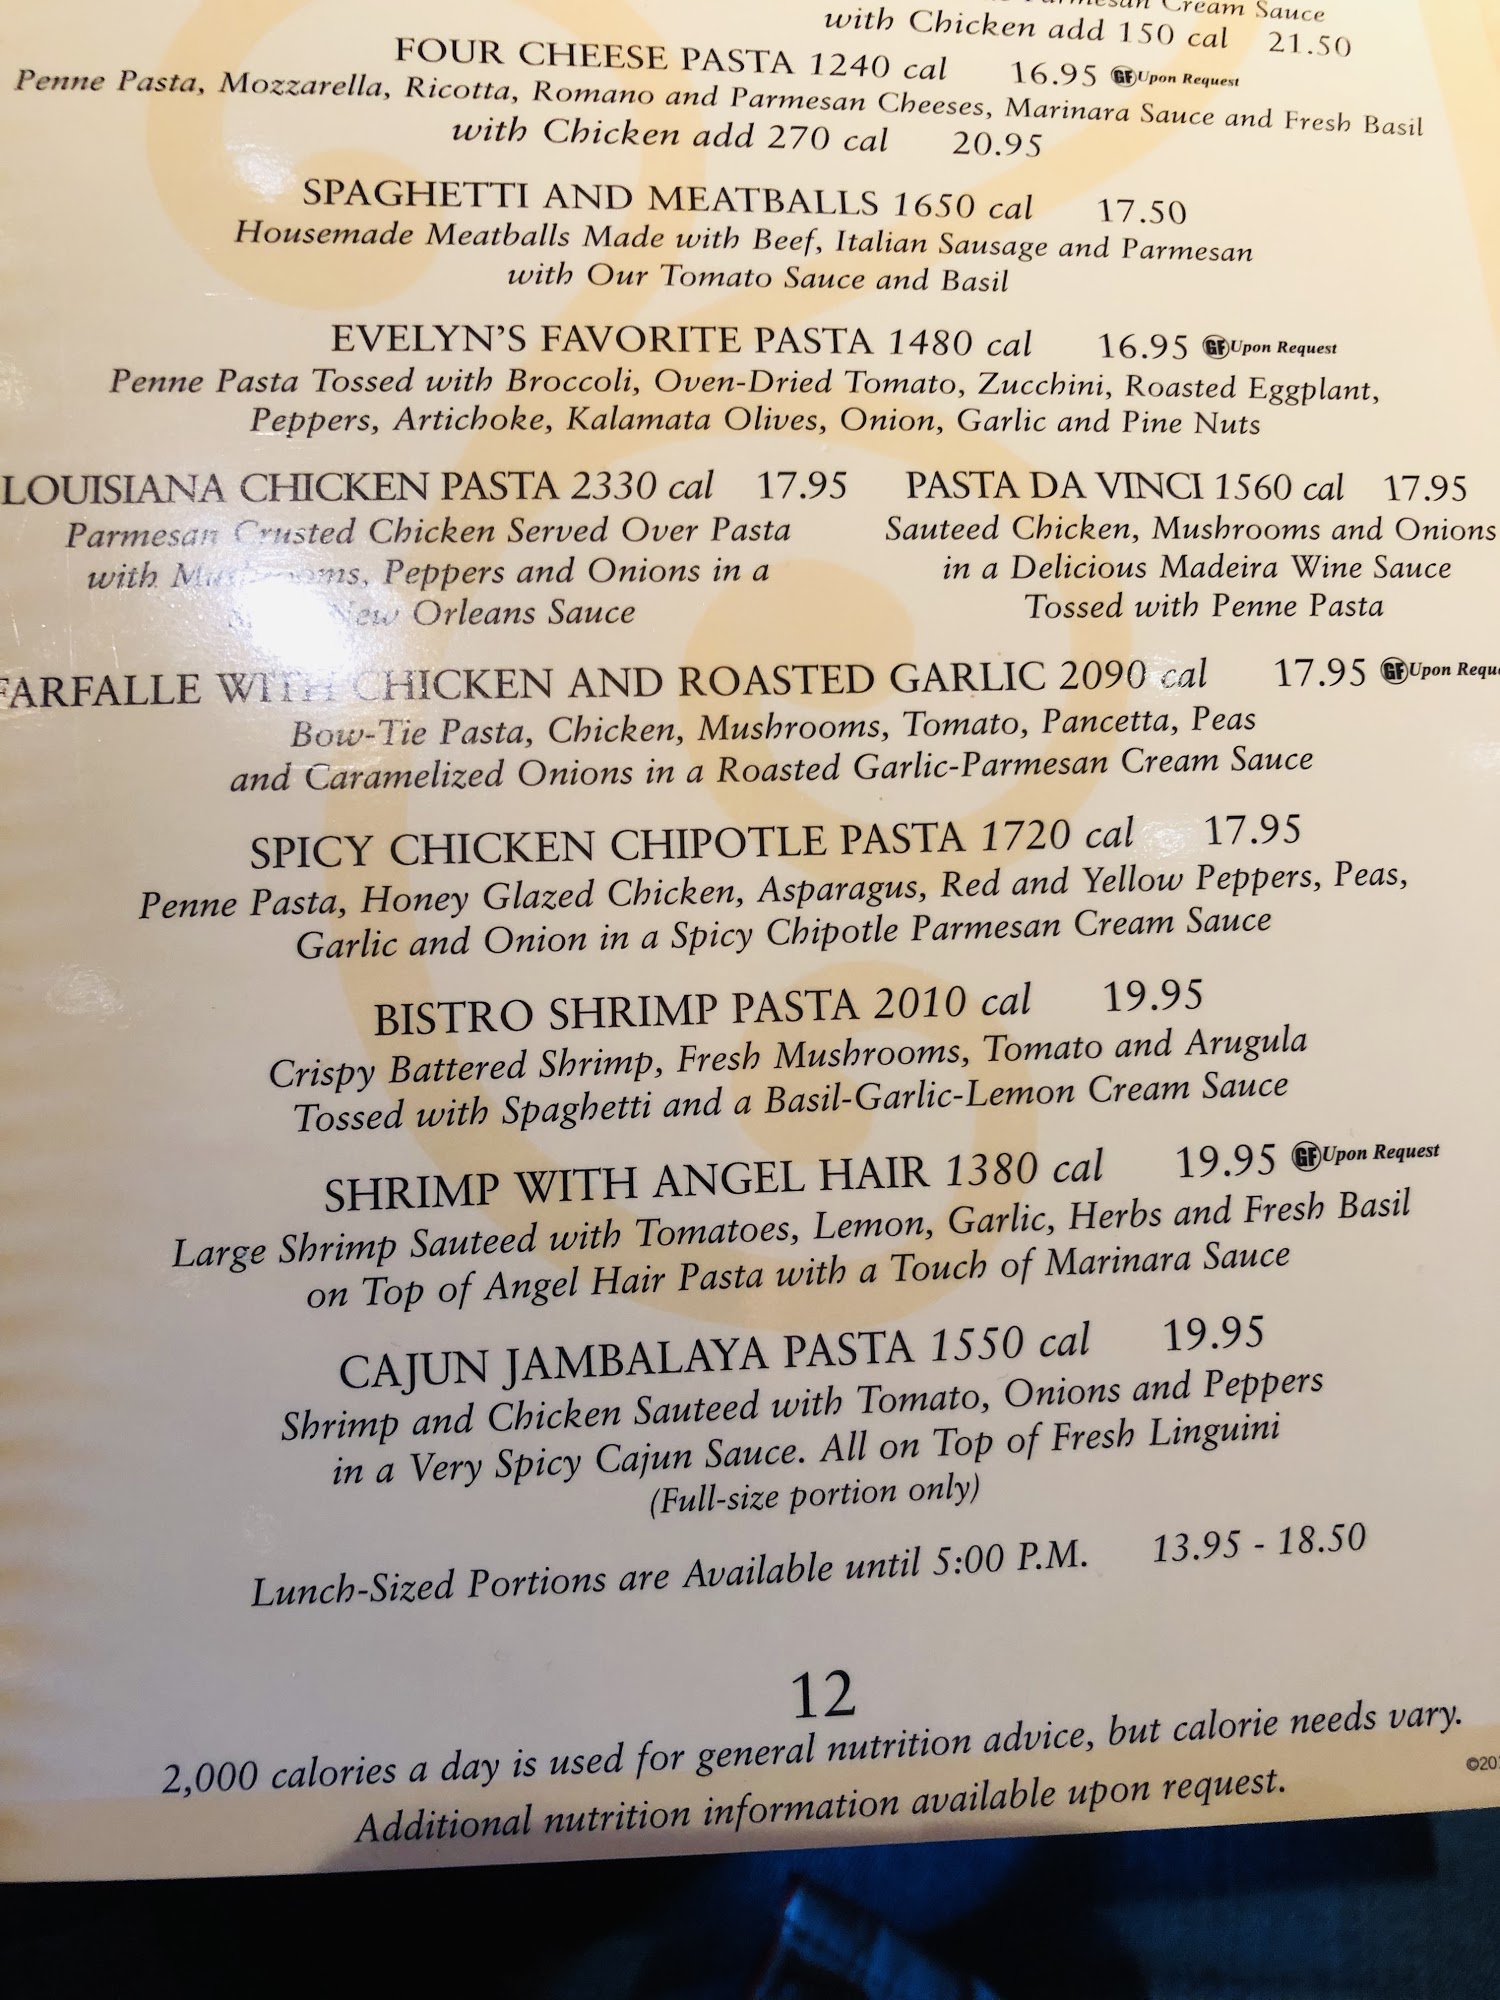 Parmesan Cream Sauce
with Chicken add 150 cal 21.50
FOUR CHEESE PASTA 1240 cal 16.95 GF Upon Request
Penne Pasta, Mozzarella, Ricotta, Romano and Parmesan Cheeses, Marinara Sauce and Fresh Basil
with Chicken add 270 cal 20.95
SPAGHETTI AND MEATBALLS 1650 cal 17.50
Housemade Meatballs Made with Beef, Italian Sausage and Parmesan
with Our Tomato Sauce and Basil
EVELYN'S FAVORITE PASTA 1480 cal 16.95 GF Upon Request
Penne Pasta Tossed with Broccoli, Oven-Dried Tomato, Zucchini, Roasted Eggplant,
Peppers, Artichoke, Kalamata Olives, Onion, Garlic and Pine Nuts
LOUISIANA CHICKEN PASTA 2330 cal 17.95
Parmesan Crusted Chicken Served Over Pasta
with Mushrooms, Peppers and Onions in a
New Orleans Sauce
PASTA DA VINCI 1560 cal 17.95
Sauteed Chicken, Mushrooms and Onions
in a Delicious Madeira Wine Sauce
Tossed with Penne Pasta
FARFALLE WITH CHICKEN AND ROASTED GARLIC 2090 cal 17.95 GF Upon Reque
Bow-Tie Pasta, Chicken, Mushrooms, Tomato, Pancetta, Peas
and Caramelized Onions in a Roasted Garlic-Parmesan Cream Sauce
SPICY CHICKEN CHIPOTLE PASTA 1720 cal 17.95
Penne Pasta, Honey Glazed Chicken, Asparagus, Red and Yellow Peppers, Peas,
Garlic and Onion in a Spicy Chipotle Parmesan Cream Sauce
BISTRO SHRIMP PASTA 2010 cal 19.95
Crispy Battered Shrimp, Fresh Mushrooms, Tomato and Arugula
Tossed with Spaghetti and a Basil-Garlic-Lemon Cream Sauce
SHRIMP WITH ANGEL HAIR 1380 cal 19.95 GF Upon Request
Large Shrimp Sauteed with Tomatoes, Lemon, Garlic, Herbs and Fresh Basil
on Top of Angel Hair Pasta with a Touch of Marinara Sauce
CAJUN JAMBALAYA PASTA 1550 cal 19.95
Shrimp and Chicken Sauteed with Tomato, Onions and Peppers
in a Very Spicy Cajun Sauce. All on Top of Fresh Linguini
(Full-size portion only)
Lunch-Sized Portions are Available until 5:00 P.M. 13.95 - 18.50
12
2,000 calories a day is used for general nutrition advice, but calorie needs vary.
Additional nutrition information available upon request.